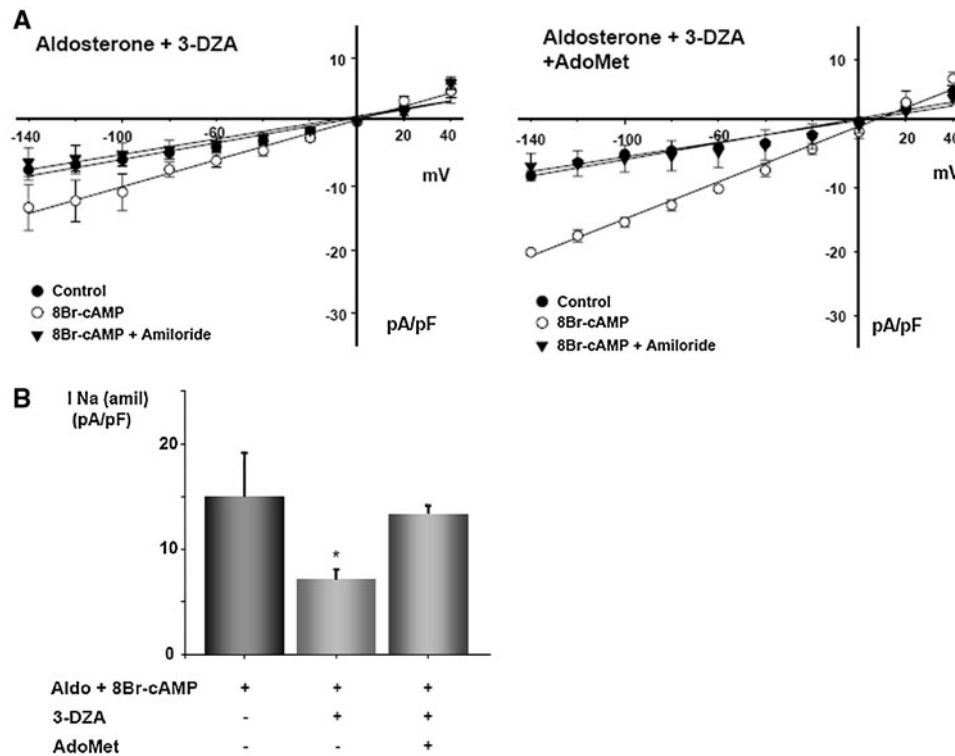 A
Aldosterone + 3-DZA
10
-140 -100 -60 20 40
mV
-10
-20
-30
pA/pF
● Control
○ 8Br-cAMP
▼ 8Br-cAMP + Amiloride
Aldosterone + 3-DZA
+AdoMet
10
-140 -100 -60 20 40
mV
-10
-20
-30
pA/pF
● Control
○ 8Br-cAMP
▼ 8Br-cAMP + Amiloride
B
I Na (amil)
(pA/pF)
20
10
0
*
Aldo + 8Br-cAMP + + +
3-DZA - + +
AdoMet - - +